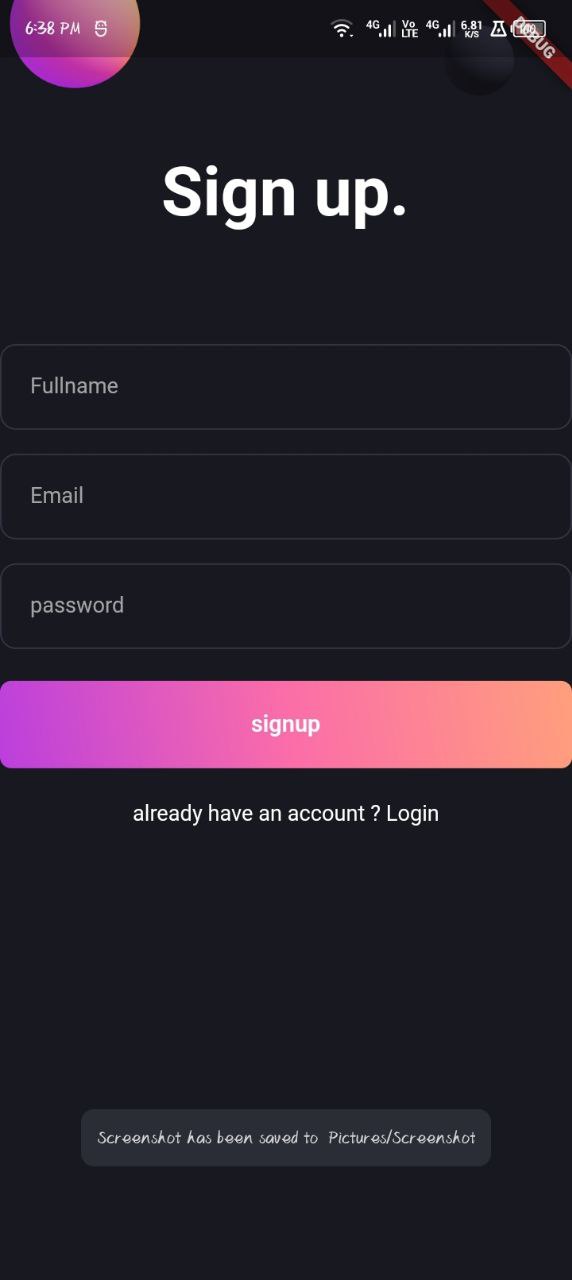 6:38 PM 4G Vo LTE 4G 6.81 K/S
DEBUG
Sign up.
Fullname
Email
password
signup
already have an account ? Login
Screenshot has been saved to Pictures/Screenshot